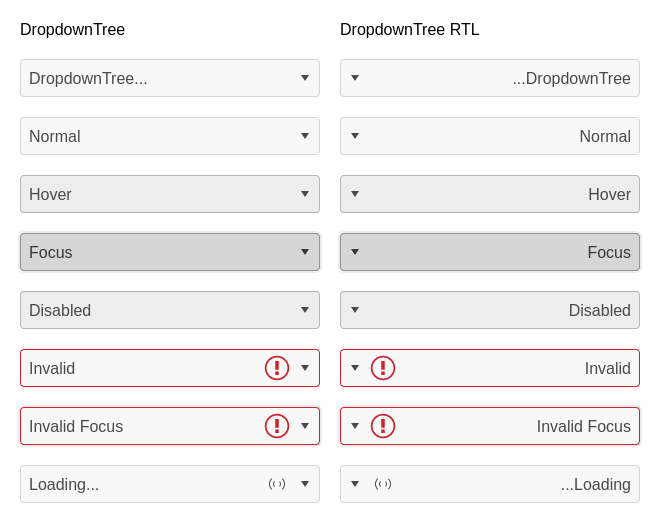 DropdownTree
DropdownTree...
Normal
Hover
Focus
Disabled
Invalid
Invalid Focus
Loading...
DropdownTree RTL
...DropdownTree
Normal
Hover
Focus
Disabled
Invalid
Invalid Focus
...Loading